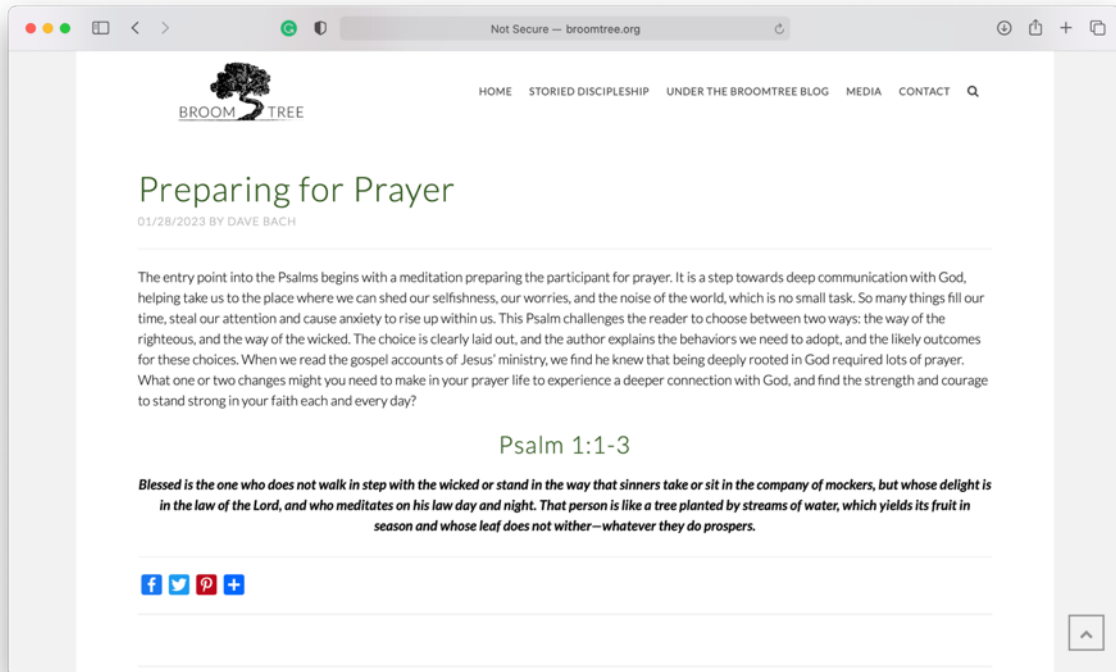 Not Secure — broomtree.org
BROOM TREE
HOME STORIED DISCIPLESHIP UNDER THE BROOMTREE BLOG MEDIA CONTACT
Preparing for Prayer
01/28/2023 BY DAVE BACH
The entry point into the Psalms begins with a meditation preparing the participant for prayer. It is a step towards deep communication with God,
helping take us to the place where we can shed our selfishness, our worries, and the noise of the world, which is no small task. So many things fill our
time, steal our attention and cause anxiety to rise up within us. This Psalm challenges the reader to choose between two ways: the way of the
righteous, and the way of the wicked. The choice is clearly laid out, and the author explains the behaviors we need to adopt, and the likely outcomes
for these choices. When we read the gospel accounts of Jesus' ministry, we find he knew that being deeply rooted in God required lots of prayer.
What one or two changes might you need to make in your prayer life to experience a deeper connection with God, and find the strength and courage
to stand strong in your faith each and every day?
Psalm 1:1-3
Blessed is the one who does not walk in step with the wicked or stand in the way that sinners take or sit in the company of mockers, but whose delight is
in the law of the Lord, and who meditates on his law day and night. That person is like a tree planted by streams of water, which yields its fruit in
season and whose leaf does not wither—whatever they do prospers.